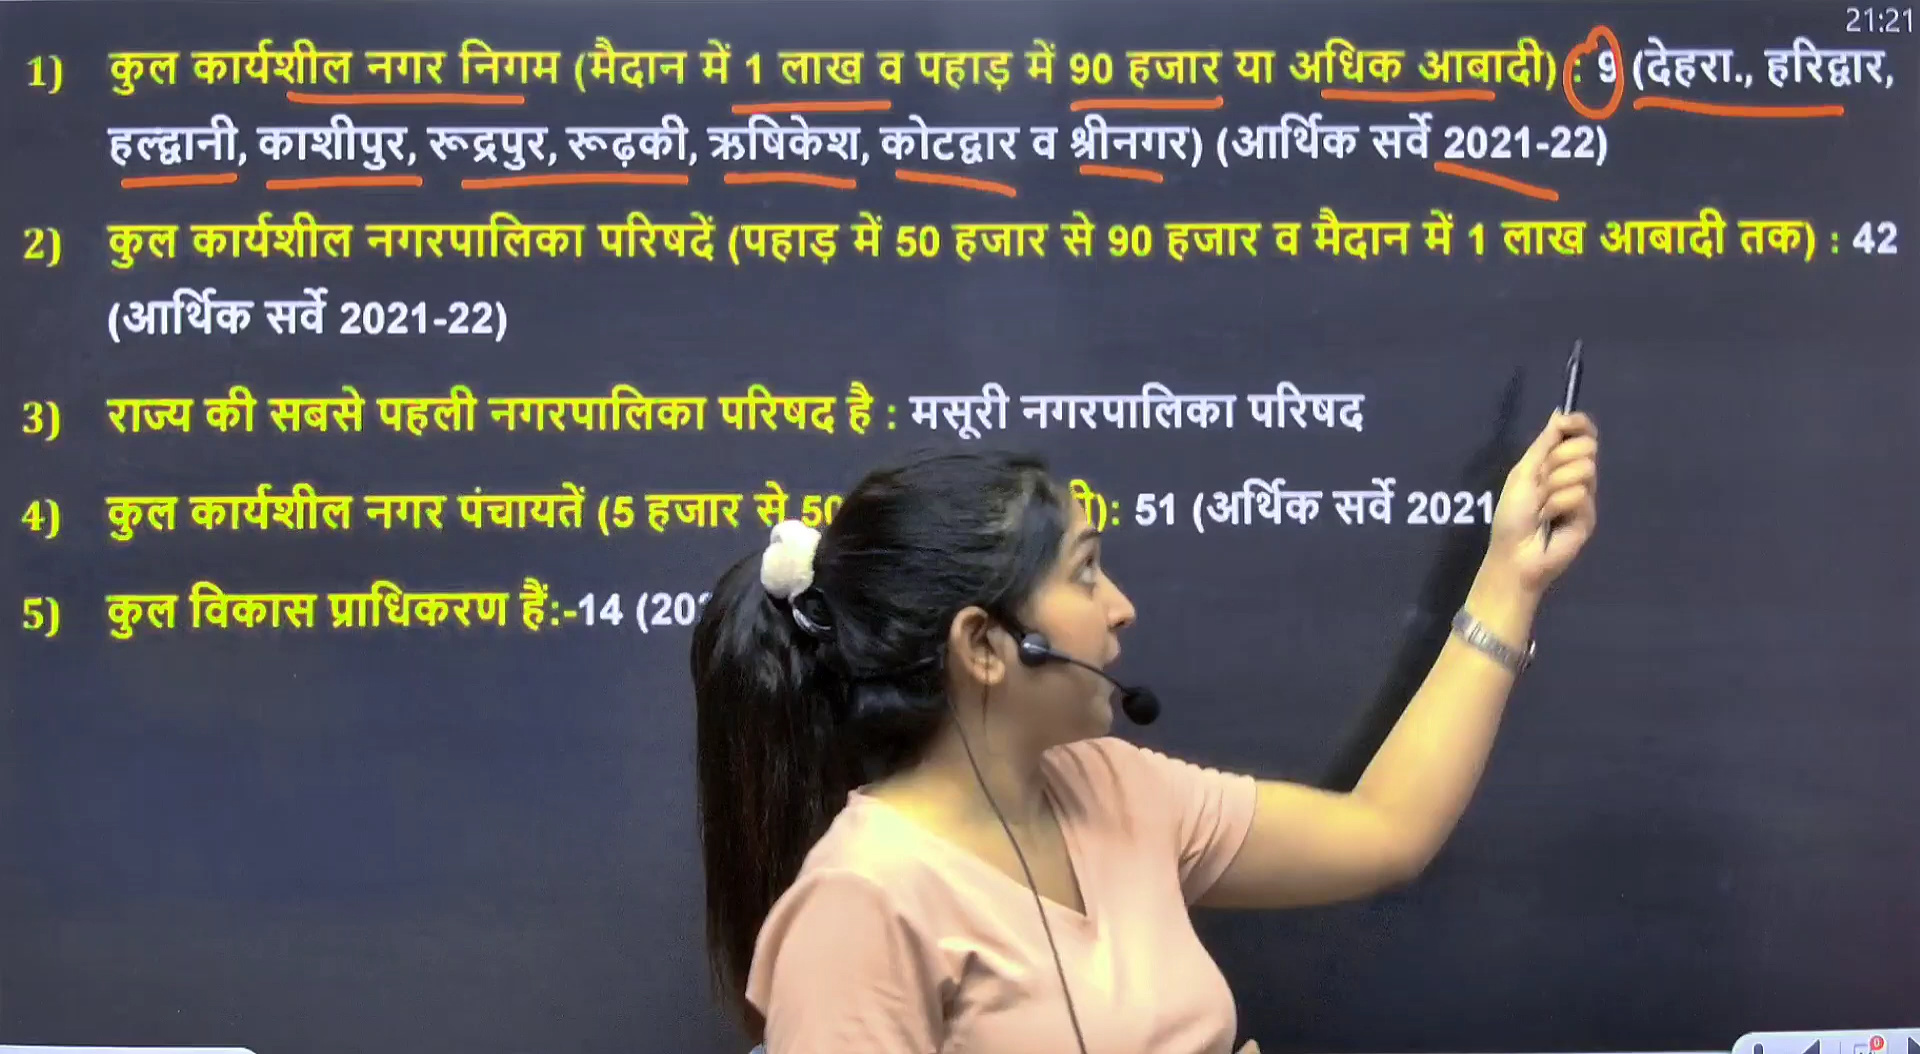 21:21
1) कुल कार्यशील नगर निगम (मैदान में 1 लाख व पहाड़ में 90 हजार या अधिक आबादी) : 9 (देहरा., हरिद्वार,
हल्द्वानी, काशीपुर, रूद्रपुर, रूढ़की, ऋषिकेश, कोटद्वार व श्रीनगर) (आर्थिक सर्वे 2021-22)
2) कुल कार्यशील नगरपालिका परिषदें (पहाड़ में 50 हजार से 90 हजार व मैदान में 1 लाख आबादी तक) : 42
(आर्थिक सर्वे 2021-22)
3) राज्य की सबसे पहली नगरपालिका परिषद है : मसूरी नगरपालिका परिषद
4) कुल कार्यशील नगर पंचायतें (5 हजार से 50 ): 51 (अर्थिक सर्वे 2021
5) कुल विकास प्राधिकरण हैं:-14 (20